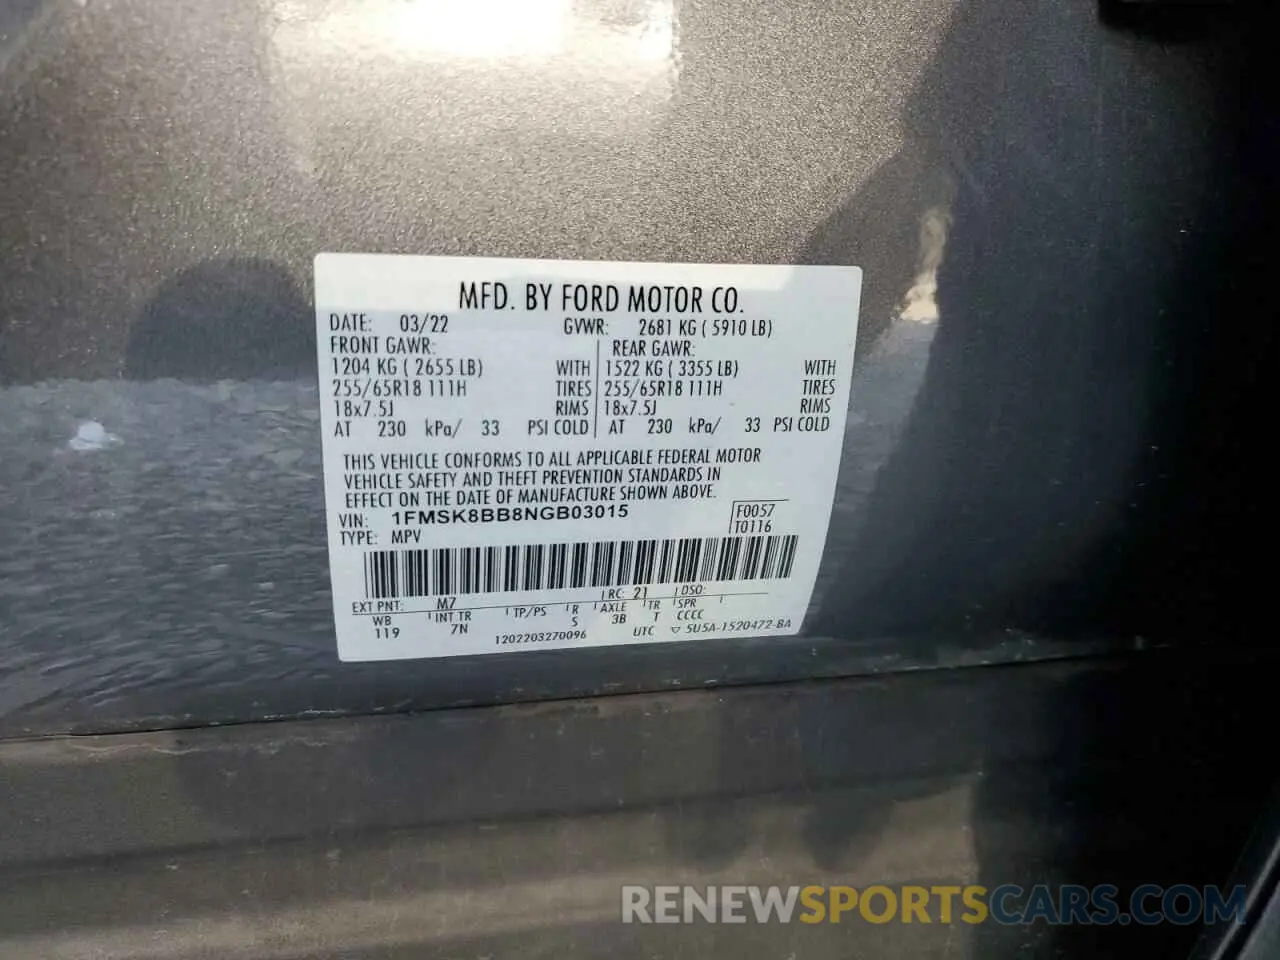 MFD. BY FORD MOTOR CO.
DATE: 03/22 GVWR: 2681 KG ( 5910 LB)
FRONT GAWR: REAR GAWR:
1204 KG ( 2655 LB) WITH 1522 KG ( 3355 LB) WITH
255/65R18 111H TIRES 255/65R18 111H TIRES
18x7.5J RIMS 18x7.5J RIMS
AT 230 kPa/ 33 PSI COLD AT 230 kPa/ 33 PSI COLD
THIS VEHICLE CONFORMS TO ALL APPLICABLE FEDERAL MOTOR
VEHICLE SAFETY AND THEFT PREVENTION STANDARDS IN
EFFECT ON THE DATE OF MANUFACTURE SHOWN ABOVE.
VIN: 1FMSK8BB8NGB03015 F0057
TYPE: MPV T0116
EXT PNT: M7 RC: 21 DSO:
WB INT TR TP/PS R AXLE TR SPR
119 7N S 3B T CCCC
1202203270096 UTC ▽ 5U5A-1520472-BA
RENEWSPORTSCARS.COM